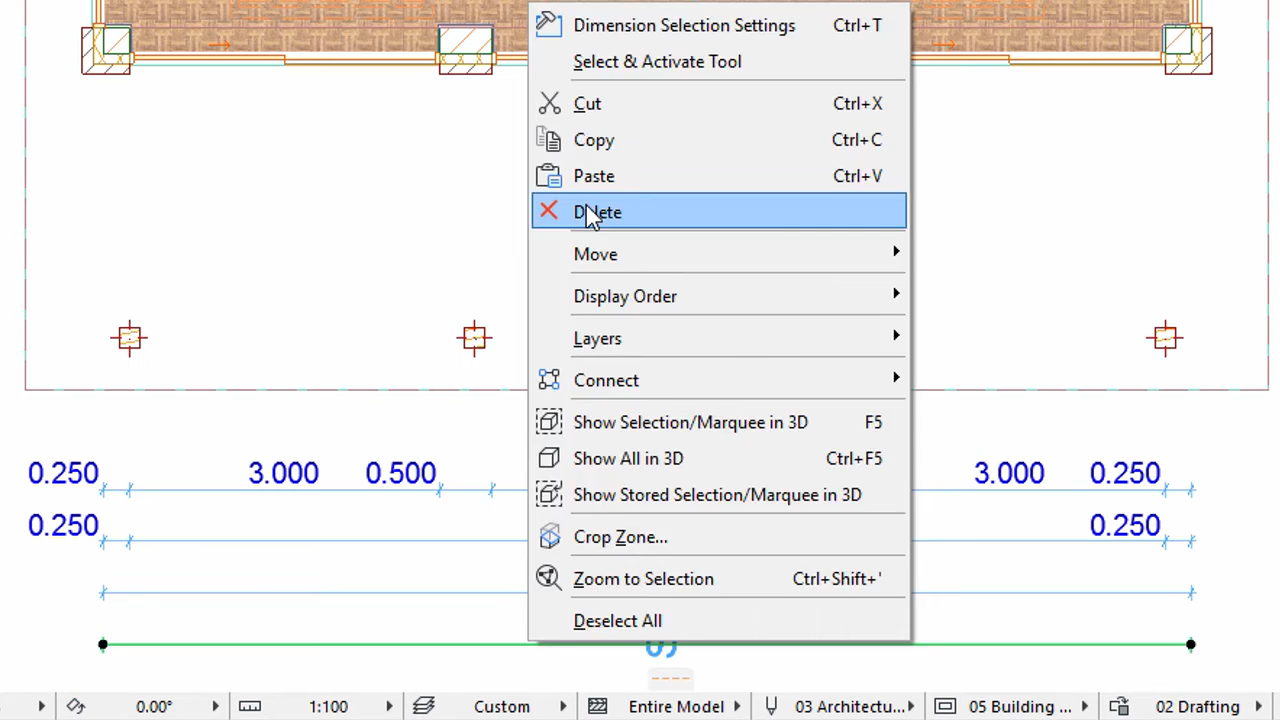 Dimension Selection Settings Ctrl+T
Select & Activate Tool
Cut Ctrl+X
Copy Ctrl+C
Paste Ctrl+V
Delete
Move
Display Order
Layers
Connect
Show Selection/Marquee in 3D F5
Show All in 3D Ctrl+F5
Show Stored Selection/Marquee in 3D
Crop Zone...
Zoom to Selection Ctrl+Shift+'
Deselect All
0.250 3.000 0.500 3.000 0.250
0.250 0.250
0.00° 1:100 Custom Entire Model 03 Architectu... 05 Building ... 02 Drafting